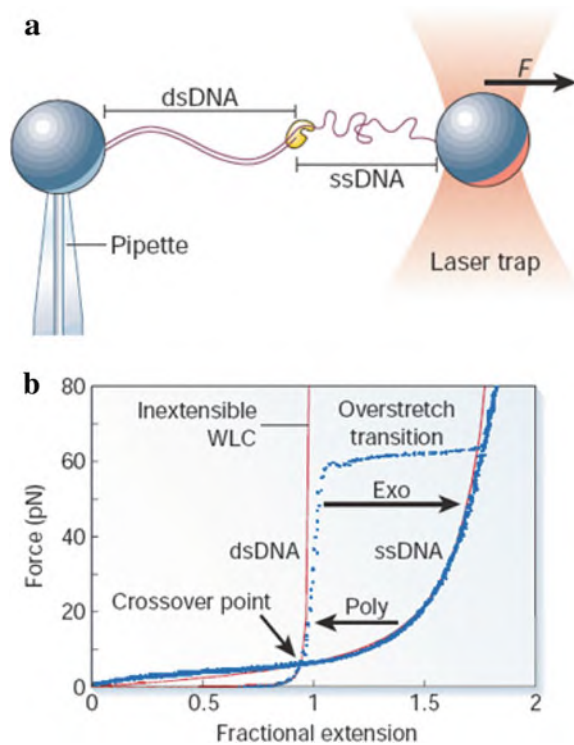 a
F
dsDNA
ssDNA
Pipette
Laser trap
b
80
Inextensible
WLC
Overstretch
transition
60
Exo
Force (pN)
40
dsDNA
ssDNA
Crossover point
Poly
20
0
0
0.5
1
1.5
2
Fractional extension